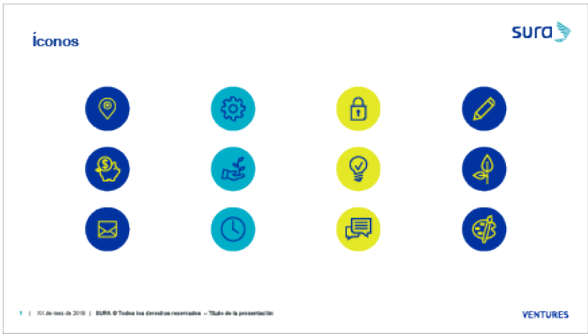 Íconos
sura
$
1 | XX de mes de 2018 | SURA © Todos los derechos reservados – Título de la presentación
VENTURES